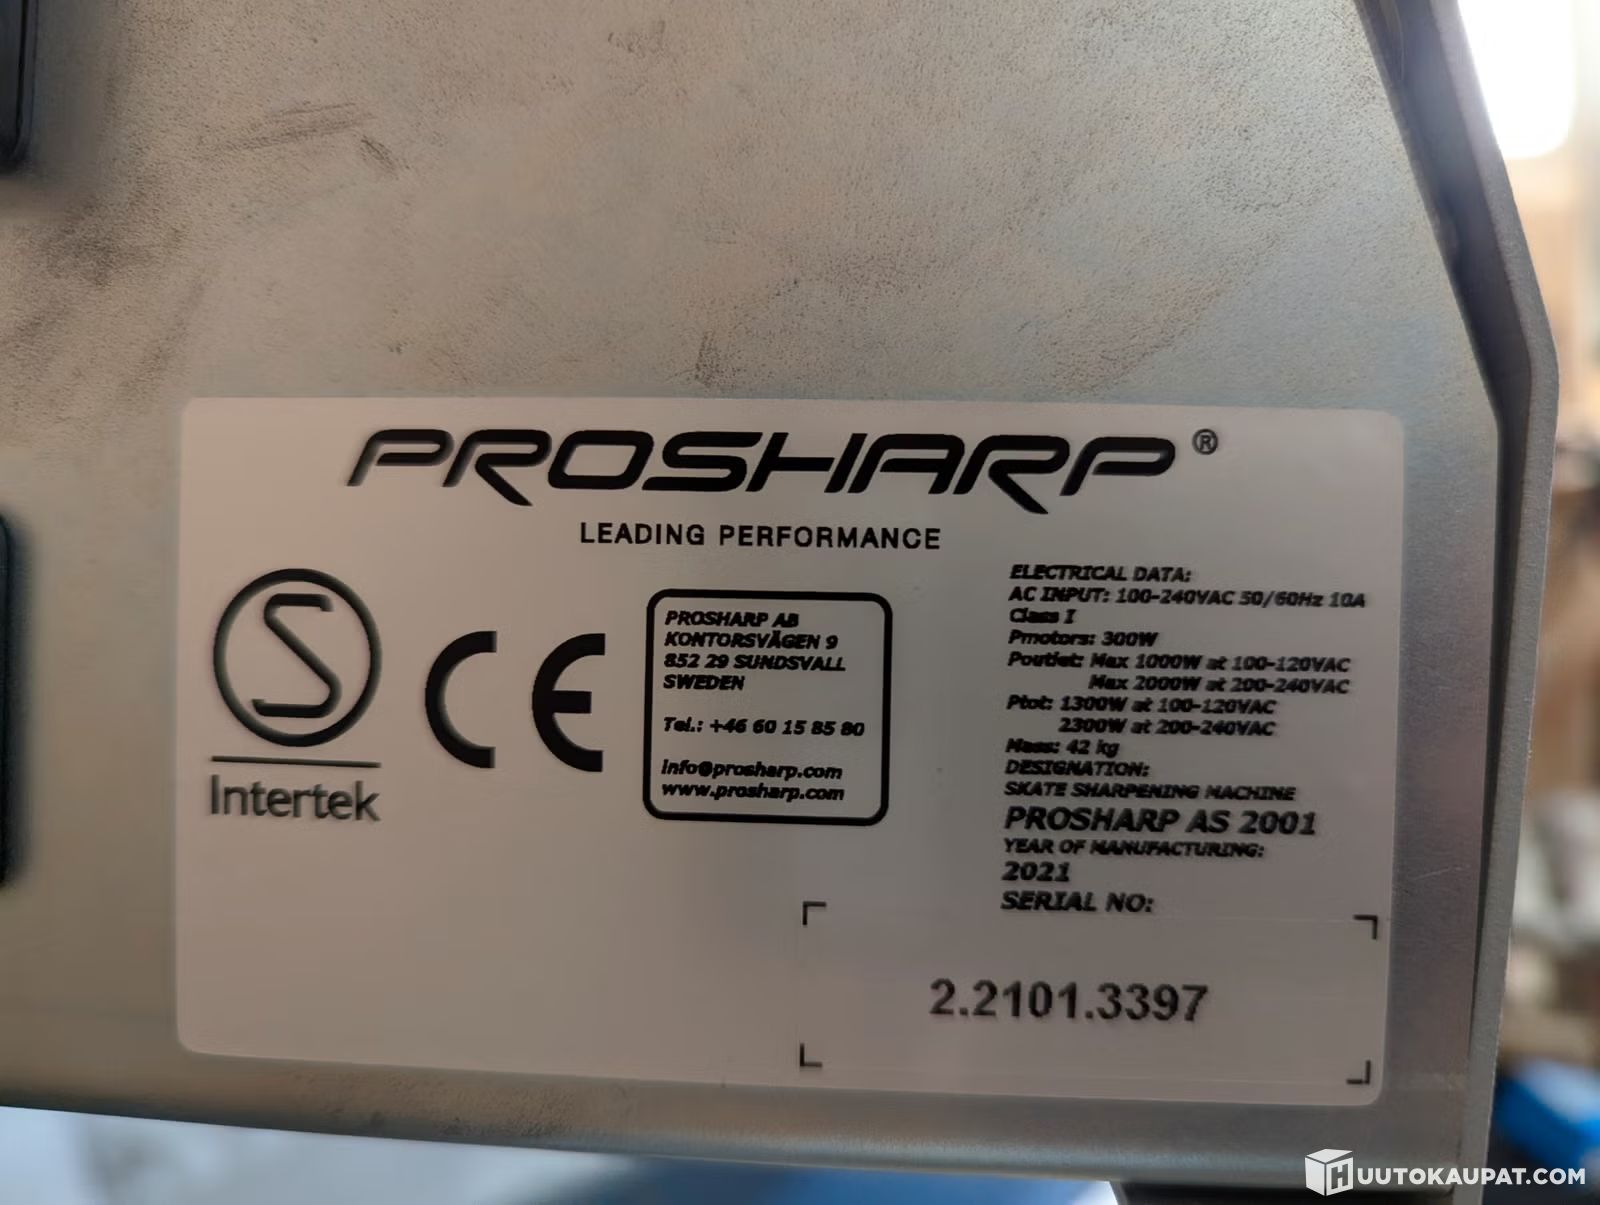 PROSHARP®
LEADING PERFORMANCE
S
Intertek
CE
PROSHARP AB
KONTORSVÄGEN 9
852 29 SUNDSVALL
SWEDEN
Tel.: +46 60 15 85 80
info@prosharp.com
www.prosharp.com
ELECTRICAL DATA:
AC INPUT: 100-240VAC 50/60Hz 10A
Class I
Pmotors: 300W
Poutlet: Max 1000W at 100-120VAC
Max 2000W at 200-240VAC
Ptot: 1300W at 100-120VAC
2300W at 200-240VAC
Mass: 42 kg
DESIGNATION:
SKATE SHARPENING MACHINE
PROSHARP AS 2001
YEAR OF MANUFACTURING:
2021
SERIAL NO:
2.2101.3397
HUUTOKAUPAT.COM